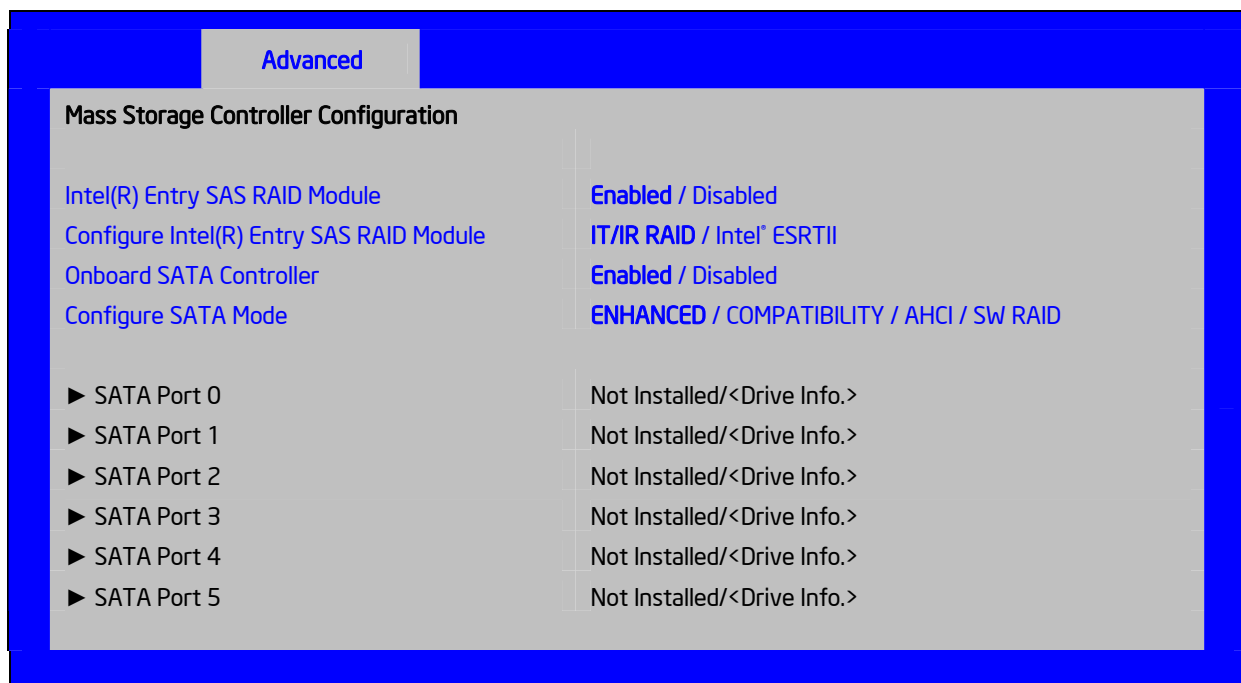 Advanced
Mass Storage Controller Configuration
Intel(R) Entry SAS RAID Module Enabled / Disabled
Configure Intel(R) Entry SAS RAID Module IT/IR RAID / Intel® ESRTII
Onboard SATA Controller Enabled / Disabled
Configure SATA Mode ENHANCED / COMPATIBILITY / AHCI / SW RAID
► SATA Port 0 Not Installed/<Drive Info.>
► SATA Port 1 Not Installed/<Drive Info.>
► SATA Port 2 Not Installed/<Drive Info.>
► SATA Port 3 Not Installed/<Drive Info.>
► SATA Port 4 Not Installed/<Drive Info.>
► SATA Port 5 Not Installed/<Drive Info.>